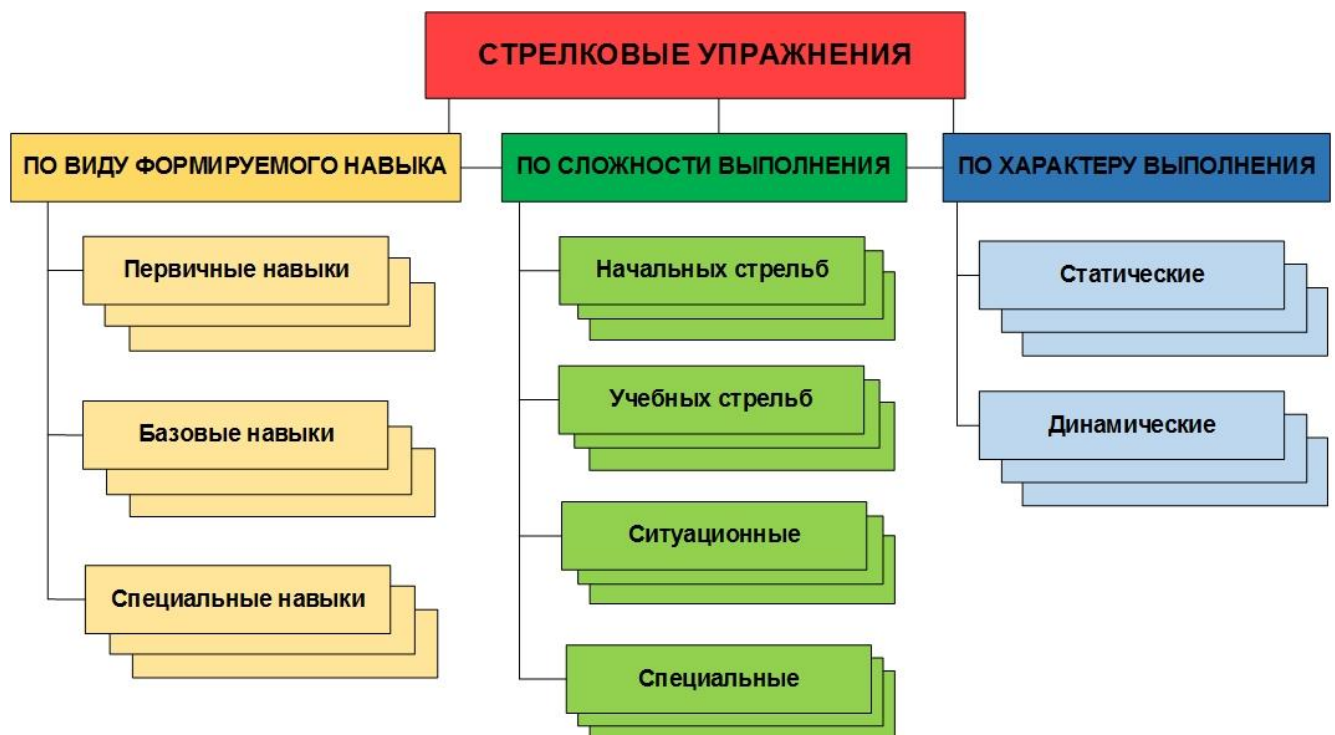 СТРЕЛКОВЫЕ УПРАЖНЕНИЯ
ПО ВИДУ ФОРМИРУЕМОГО НАВЫКА
Первичные навыки
Базовые навыки
Специальные навыки
ПО СЛОЖНОСТИ ВЫПОЛНЕНИЯ
Начальных стрельб
Учебных стрельб
Ситуационные
Специальные
ПО ХАРАКТЕРУ ВЫПОЛНЕНИЯ
Статические
Динамические